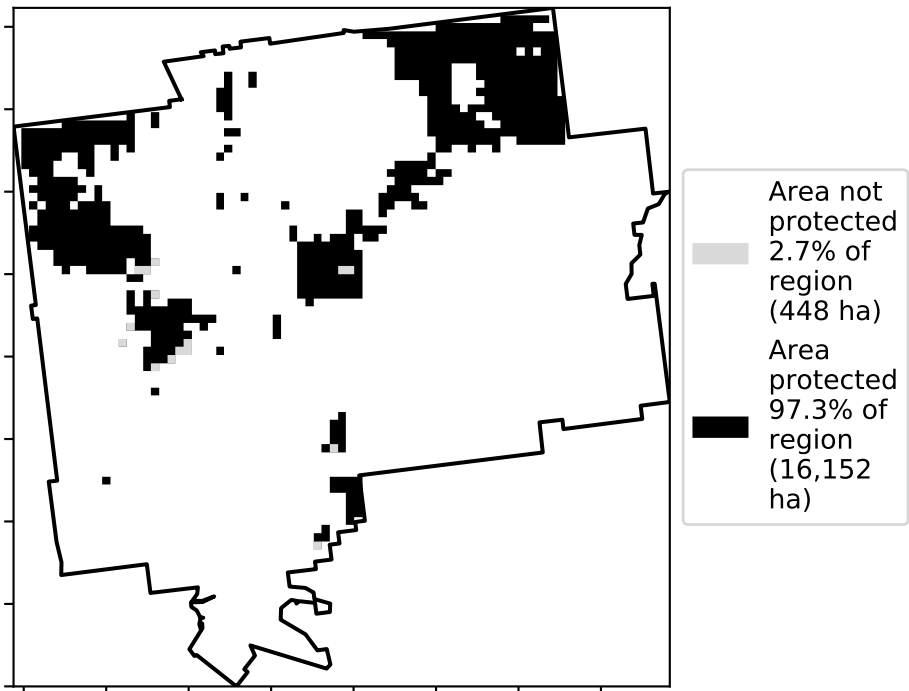 Area not
protected
2.7% of
region
(448 ha)
Area
protected
97.3% of
region
(16,152
ha)